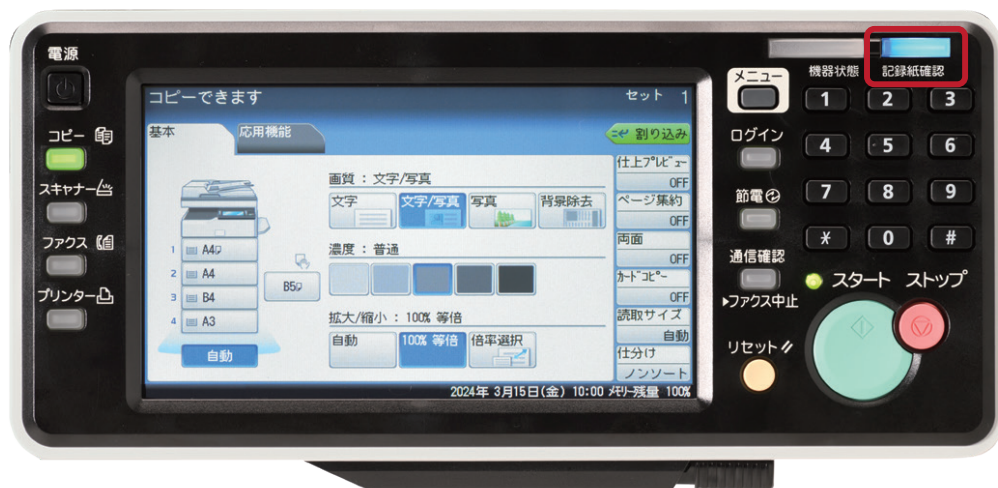 電源
機器状態 記録紙確認
メニュー
1 2 3
コピーできます セット 1
基本 応用機能 割り込み
コピー
スキャナー
ファクス
プリンター
画質:文字/写真
文字 文字/写真 写真 背景除去
濃度:普通
拡大/縮小:100% 等倍
自動 100% 等倍 倍率選択
1 A4
2 A4
3 B4
4 A3
B5
自動
仕上プレビュー
OFF
ページ集約
OFF
両面
OFF
カードコピー
OFF
読取サイズ
自動
仕分け
ノンソート
2024年 3月15日(金) 10:00 メモリー残量 100%
ログイン
4 5 6
節電
7 8 9
通信確認
* 0 #
▶ファクス中止
スタート ストップ
リセット